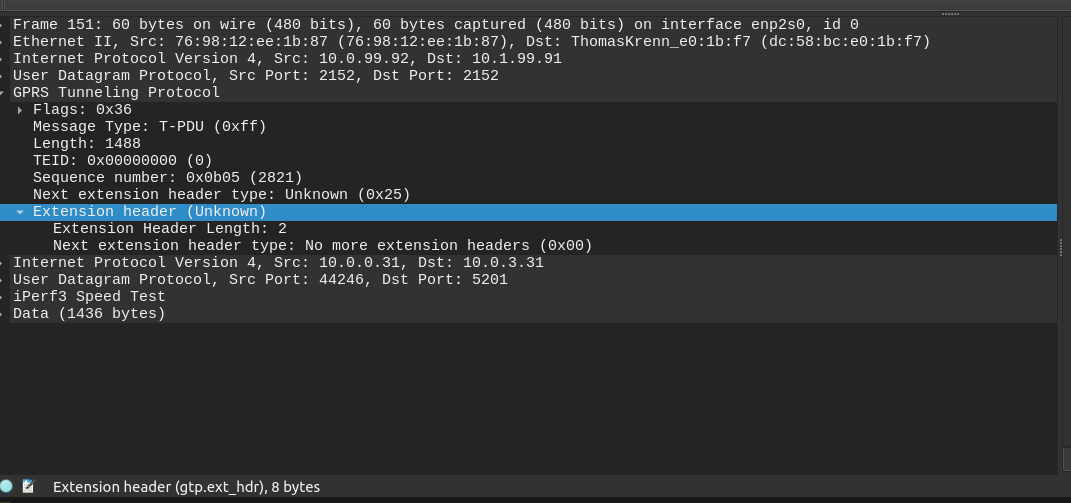 Frame 151: 60 bytes on wire (480 bits), 60 bytes captured (480 bits) on interface enp2s0, id 0
Ethernet II, Src: 76:98:12:ee:1b:87 (76:98:12:ee:1b:87), Dst: ThomasKrenn_e0:1b:f7 (dc:58:bc:e0:1b:f7)
Internet Protocol Version 4, Src: 10.0.99.92, Dst: 10.1.99.91
User Datagram Protocol, Src Port: 2152, Dst Port: 2152
GPRS Tunneling Protocol
Flags: 0x36
Message Type: T-PDU (0xff)
Length: 1488
TEID: 0x00000000 (0)
Sequence number: 0x0b05 (2821)
Next extension header type: Unknown (0x25)
Extension header (Unknown)
Extension Header Length: 2
Next extension header type: No more extension headers (0x00)
Internet Protocol Version 4, Src: 10.0.0.31, Dst: 10.0.3.31
User Datagram Protocol, Src Port: 44246, Dst Port: 5201
iPerf3 Speed Test
Data (1436 bytes)
Extension header (gtp.ext_hdr), 8 bytes